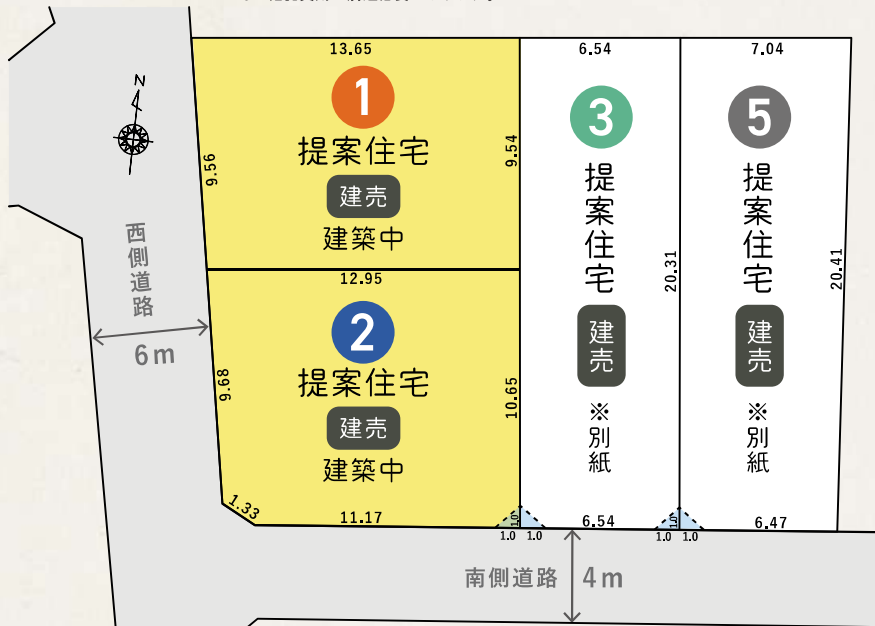 13.65
6.54
7.04
N
1
提案住宅
建売
建築中
9.56
9.54
3
提案住宅
建売
※別紙
20.31
5
提案住宅
建売
※別紙
20.41
西側道路
6m
12.95
2
提案住宅
建売
建築中
9.68
10.65
1.33
11.17
1.0
1.0
1.0
6.54
1.0
1.0
1.0
6.47
南側道路 4m